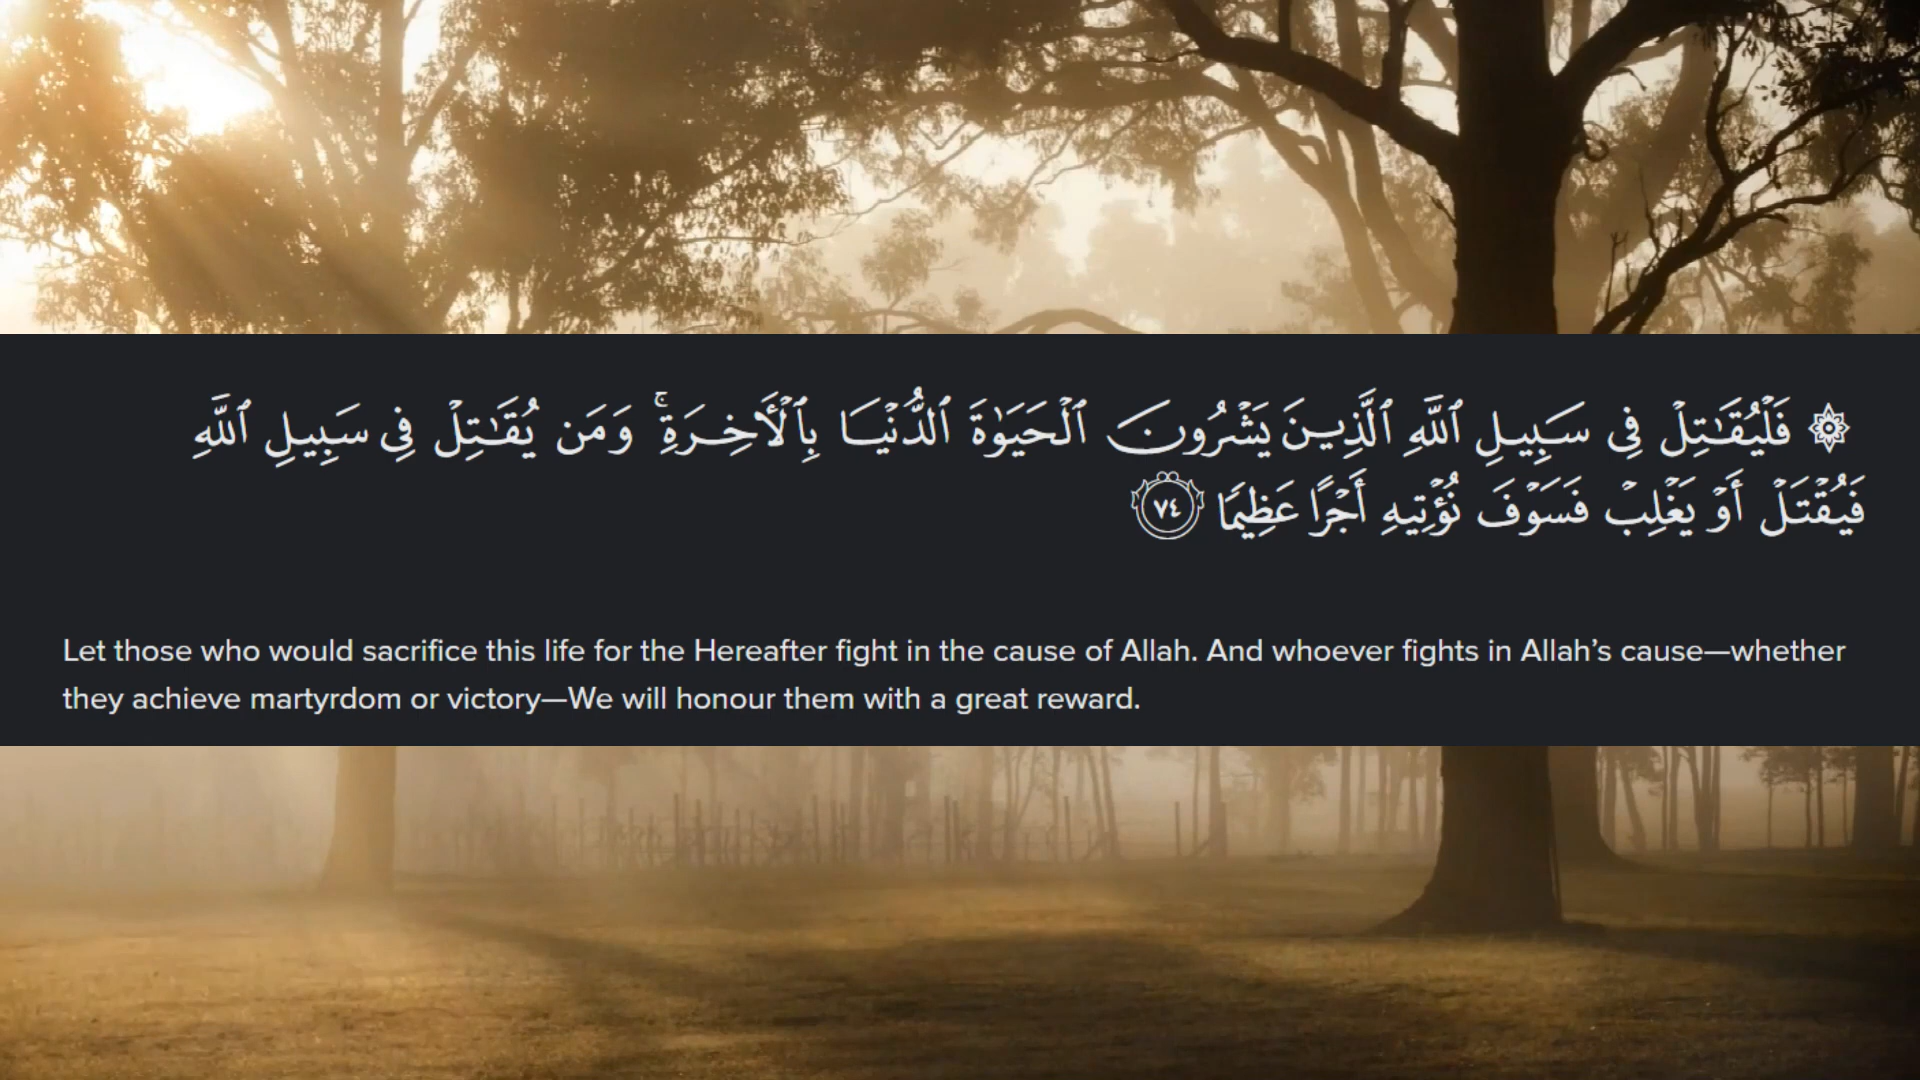 ۞ فَلْيُقَـٰتِلْ فِى سَبِيلِ ٱللَّهِ ٱلَّذِينَ يَشْرُونَ ٱلْحَيَوٰةَ ٱلدُّنْيَا بِٱلْـَٔاخِرَةِ ۚ وَمَن يُقَـٰتِلْ فِى سَبِيلِ ٱللَّهِ
فَيُقْتَلْ أَوْ يَغْلِبْ فَسَوْفَ نُؤْتِيهِ أَجْرًا عَظِيمًا ٧٤
Let those who would sacrifice this life for the Hereafter fight in the cause of Allah. And whoever fights in Allah’s cause—whether
they achieve martyrdom or victory—We will honour them with a great reward.